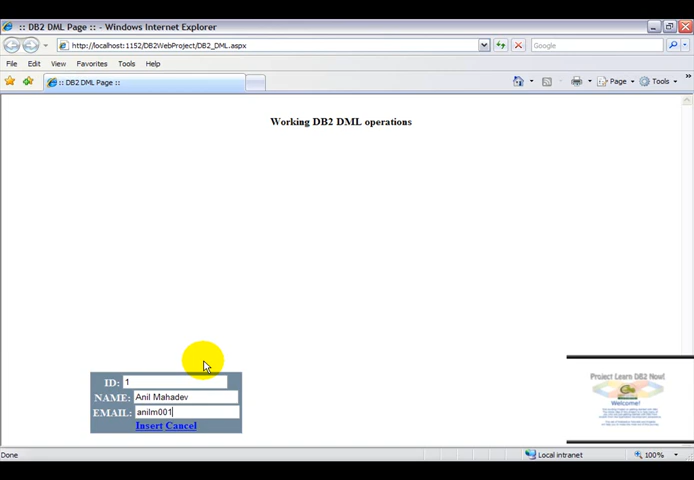 :: DB2 DML Page :: - Windows Internet Explorer
http://localhost:1152/DB2WebProject/DB2_DML.aspx
Google
File Edit View Favorites Tools Help
:: DB2 DML Page ::
Page Tools
Working DB2 DML operations
ID: 1
NAME: Anil Mahadev
EMAIL: anilm001
Insert Cancel
Project Learn DB2 Now!
Welcome!
Done
Local intranet
100%